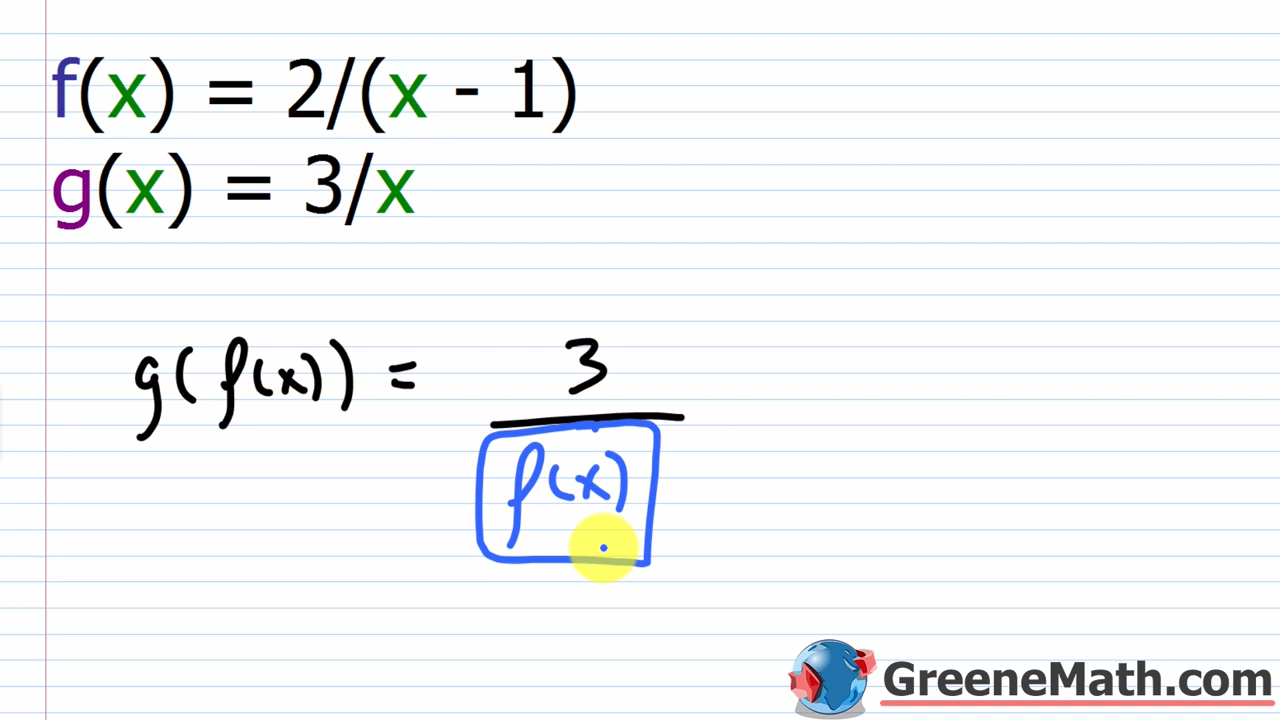 f(x) = 2/(x - 1)
g(x) = 3/x
g(f(x)) = 3
f(x)
GreeneMath.com